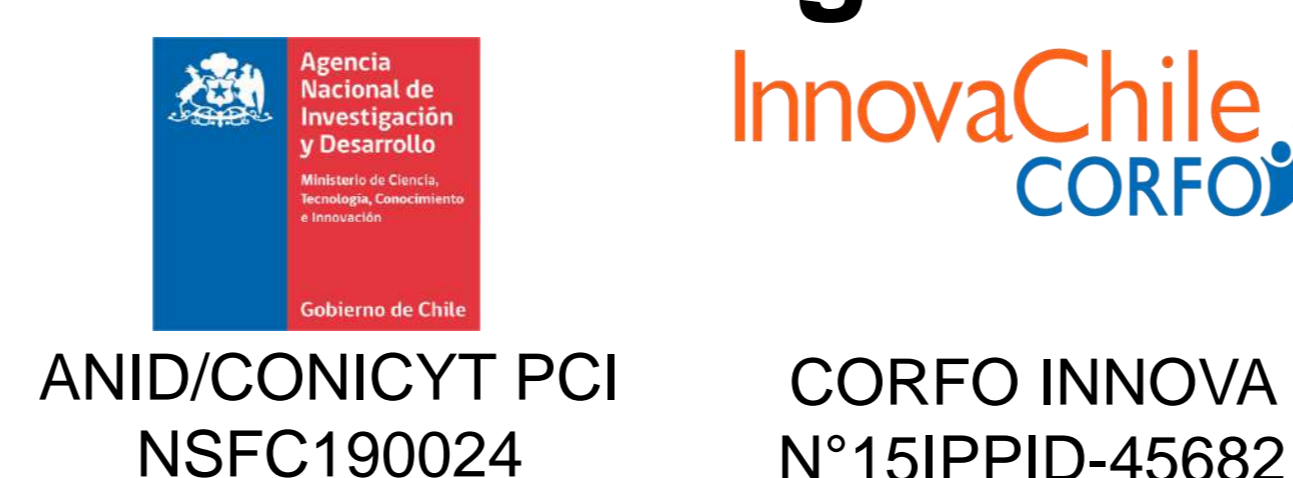 Agencia
Nacional de
Investigación
y Desarrollo
Ministerio de Ciencia,
Tecnología, Conocimiento
e Innovación
Gobierno de Chile
InnovaChile
CORFO
ANID/CONICYT PCI
NSFC190024
CORFO INNOVA
N°15IPPID-45682